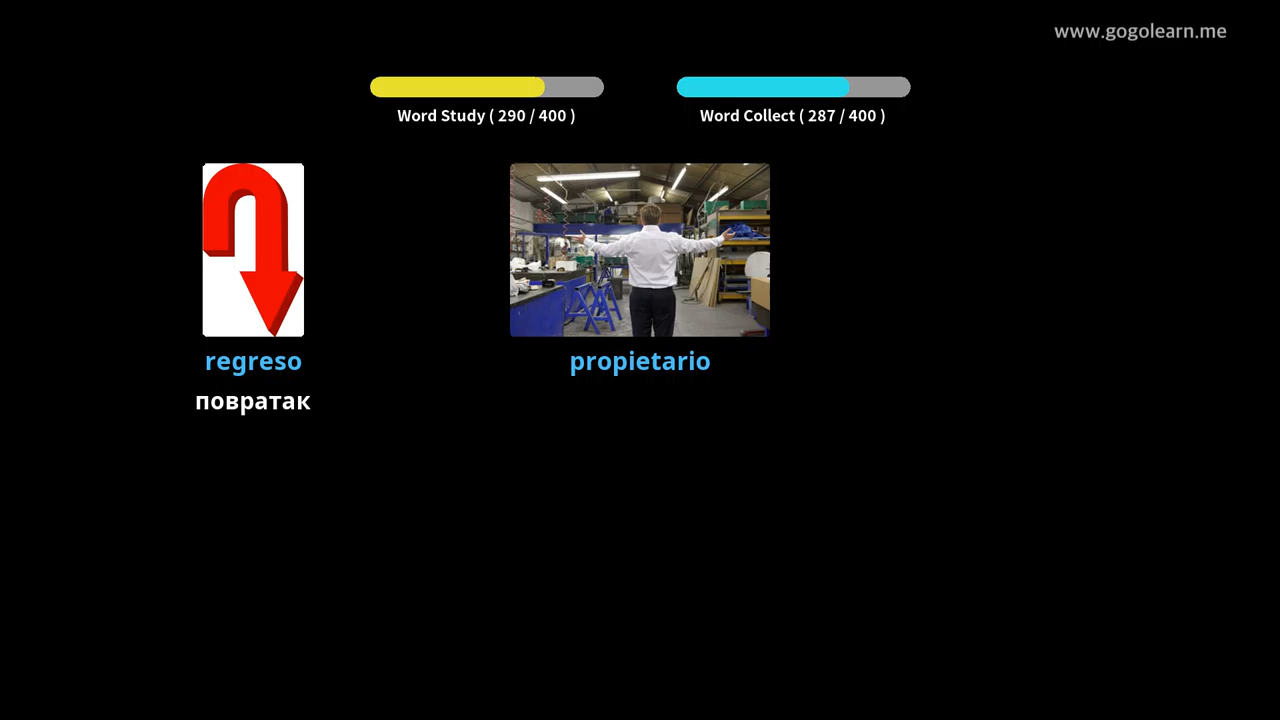 www.gogolearn.me
Word Study ( 290 / 400 )
Word Collect ( 287 / 400 )
regreso
propietario
повратак